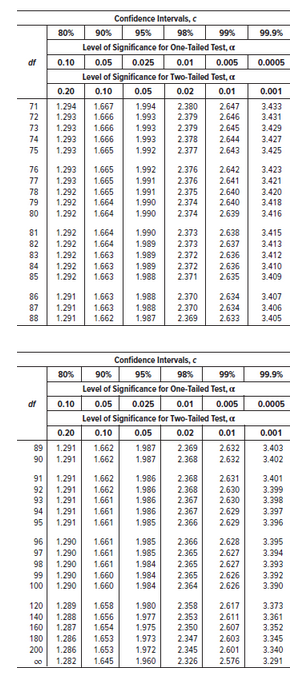 Confidence Intervals, c
80% 90% 95% 98% 99% 99.9%
Level of Significance for One-Tailed Test, α
df 0.10 0.05 0.025 0.01 0.005 0.0005
Level of Significance for Two-Tailed Test, α
0.20 0.10 0.05 0.02 0.01 0.001
71 1.294 1.667 1.994 2.380 2.647 3.433
72 1.293 1.666 1.993 2.379 2.646 3.431
73 1.293 1.666 1.993 2.379 2.645 3.429
74 1.293 1.666 1.993 2.378 2.644 3.427
75 1.293 1.665 1.992 2.377 2.643 3.425
76 1.293 1.665 1.992 2.376 2.642 3.423
77 1.293 1.665 1.991 2.376 2.641 3.421
78 1.292 1.665 1.991 2.375 2.640 3.420
79 1.292 1.664 1.990 2.374 2.640 3.418
80 1.292 1.664 1.990 2.374 2.639 3.416
81 1.292 1.664 1.990 2.373 2.638 3.415
82 1.292 1.664 1.989 2.373 2.637 3.413
83 1.292 1.663 1.989 2.372 2.636 3.412
84 1.292 1.663 1.989 2.372 2.636 3.410
85 1.292 1.663 1.988 2.371 2.635 3.409
86 1.291 1.663 1.988 2.370 2.634 3.407
87 1.291 1.663 1.988 2.370 2.634 3.406
88 1.291 1.662 1.987 2.369 2.633 3.405
Confidence Intervals, c
80% 90% 95% 98% 99% 99.9%
Level of Significance for One-Tailed Test, α
df 0.10 0.05 0.025 0.01 0.005 0.0005
Level of Significance for Two-Tailed Test, α
0.20 0.10 0.05 0.02 0.01 0.001
89 1.291 1.662 1.987 2.369 2.632 3.403
90 1.291 1.662 1.987 2.368 2.632 3.402
91 1.291 1.662 1.986 2.368 2.631 3.401
92 1.291 1.662 1.986 2.368 2.630 3.399
93 1.291 1.661 1.986 2.367 2.630 3.398
94 1.291 1.661 1.986 2.367 2.629 3.397
95 1.291 1.661 1.985 2.366 2.629 3.396
96 1.290 1.661 1.985 2.366 2.628 3.395
97 1.290 1.661 1.985 2.365 2.627 3.394
98 1.290 1.661 1.984 2.365 2.627 3.393
99 1.290 1.660 1.984 2.365 2.626 3.392
100 1.290 1.660 1.984 2.364 2.626 3.390
120 1.289 1.658 1.980 2.358 2.617 3.373
140 1.288 1.656 1.977 2.353 2.611 3.361
160 1.287 1.654 1.975 2.350 2.607 3.352
180 1.286 1.653 1.973 2.347 2.603 3.345
200 1.286 1.653 1.972 2.345 2.601 3.340
∞ 1.282 1.645 1.960 2.326 2.576 3.291